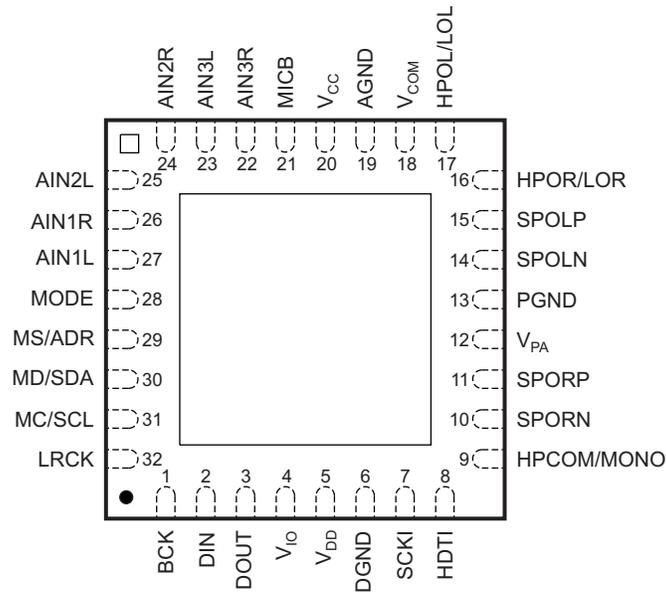 AIN2R AIN3L AIN3R MICB VCC AGND VCOM HPOL/LOL
24 23 22 21 20 19 18 17
AIN2L 25 16 HPOR/LOR
AIN1R 26 15 SPOLP
AIN1L 27 14 SPOLN
MODE 28 13 PGND
MS/ADR 29 12 VPA
MD/SDA 30 11 SPORP
MC/SCL 31 10 SPORN
LRCK 32 9 HPCOM/MONO
1 2 3 4 5 6 7 8
BCK DIN DOUT VIO VDD DGND SCKI HDTI